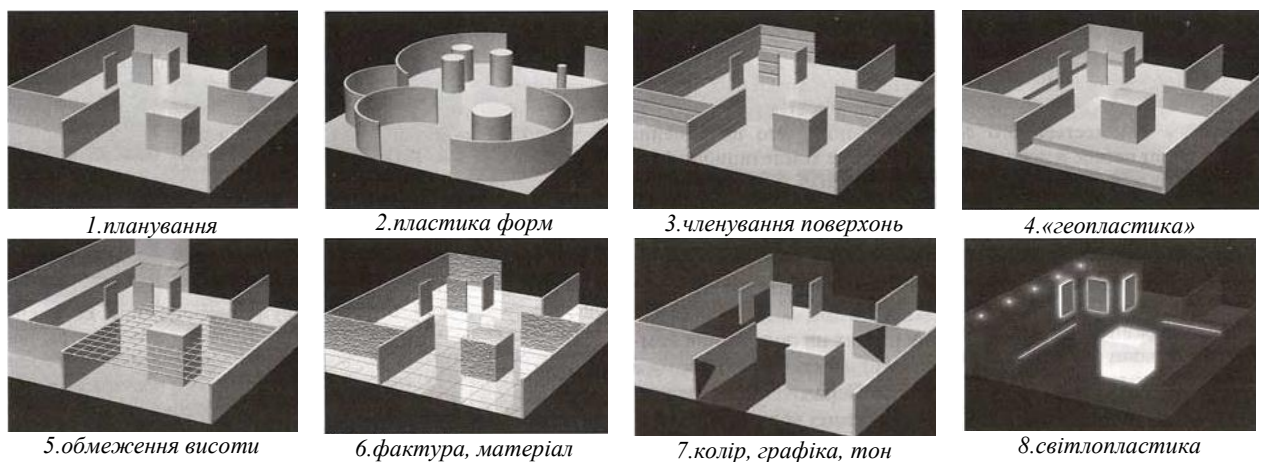 1.планування
2.пластика форм
3.членування поверхонь
4.«геопластика»
5.обмеження висоти
6.фактура, матеріал
7.колір, графіка, тон
8.світлопластика